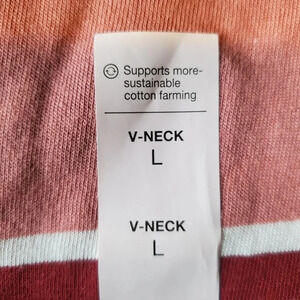 Supports more-
sustainable
cotton farming
V-NECK
L
V-NECK
L